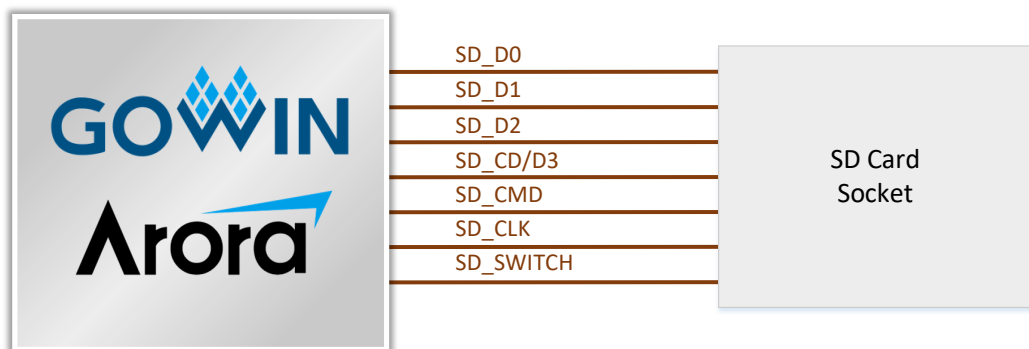 GOWIN
Arora
SD_D0
SD_D1
SD_D2
SD_CD/D3
SD_CMD
SD_CLK
SD_SWITCH
SD Card
Socket